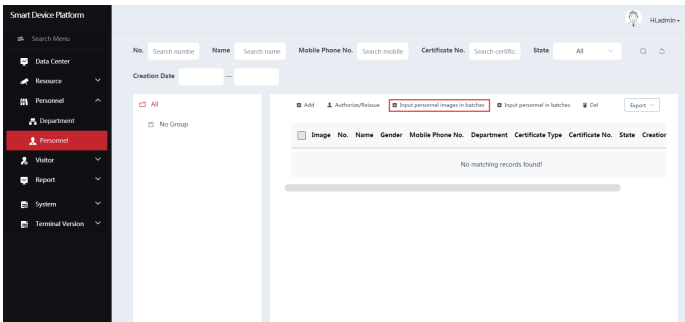 Smart Device Platform
Hi,admin
Search Menu
Data Center
Resource
Personnel
Department
Personnel
Visitor
Report
System
Terminal Version
No. Search numbe Name Search name Mobile Phone No. Search mobile Certificate No. Search certific State All
Creation Date —
All
No Group
Add Authorize/Reissue Input personnel images in batches Input personnel in batches Del Export
Image No. Name Gender Mobile Phone No. Department Certificate Type Certificate No. State Creation
No matching records found!